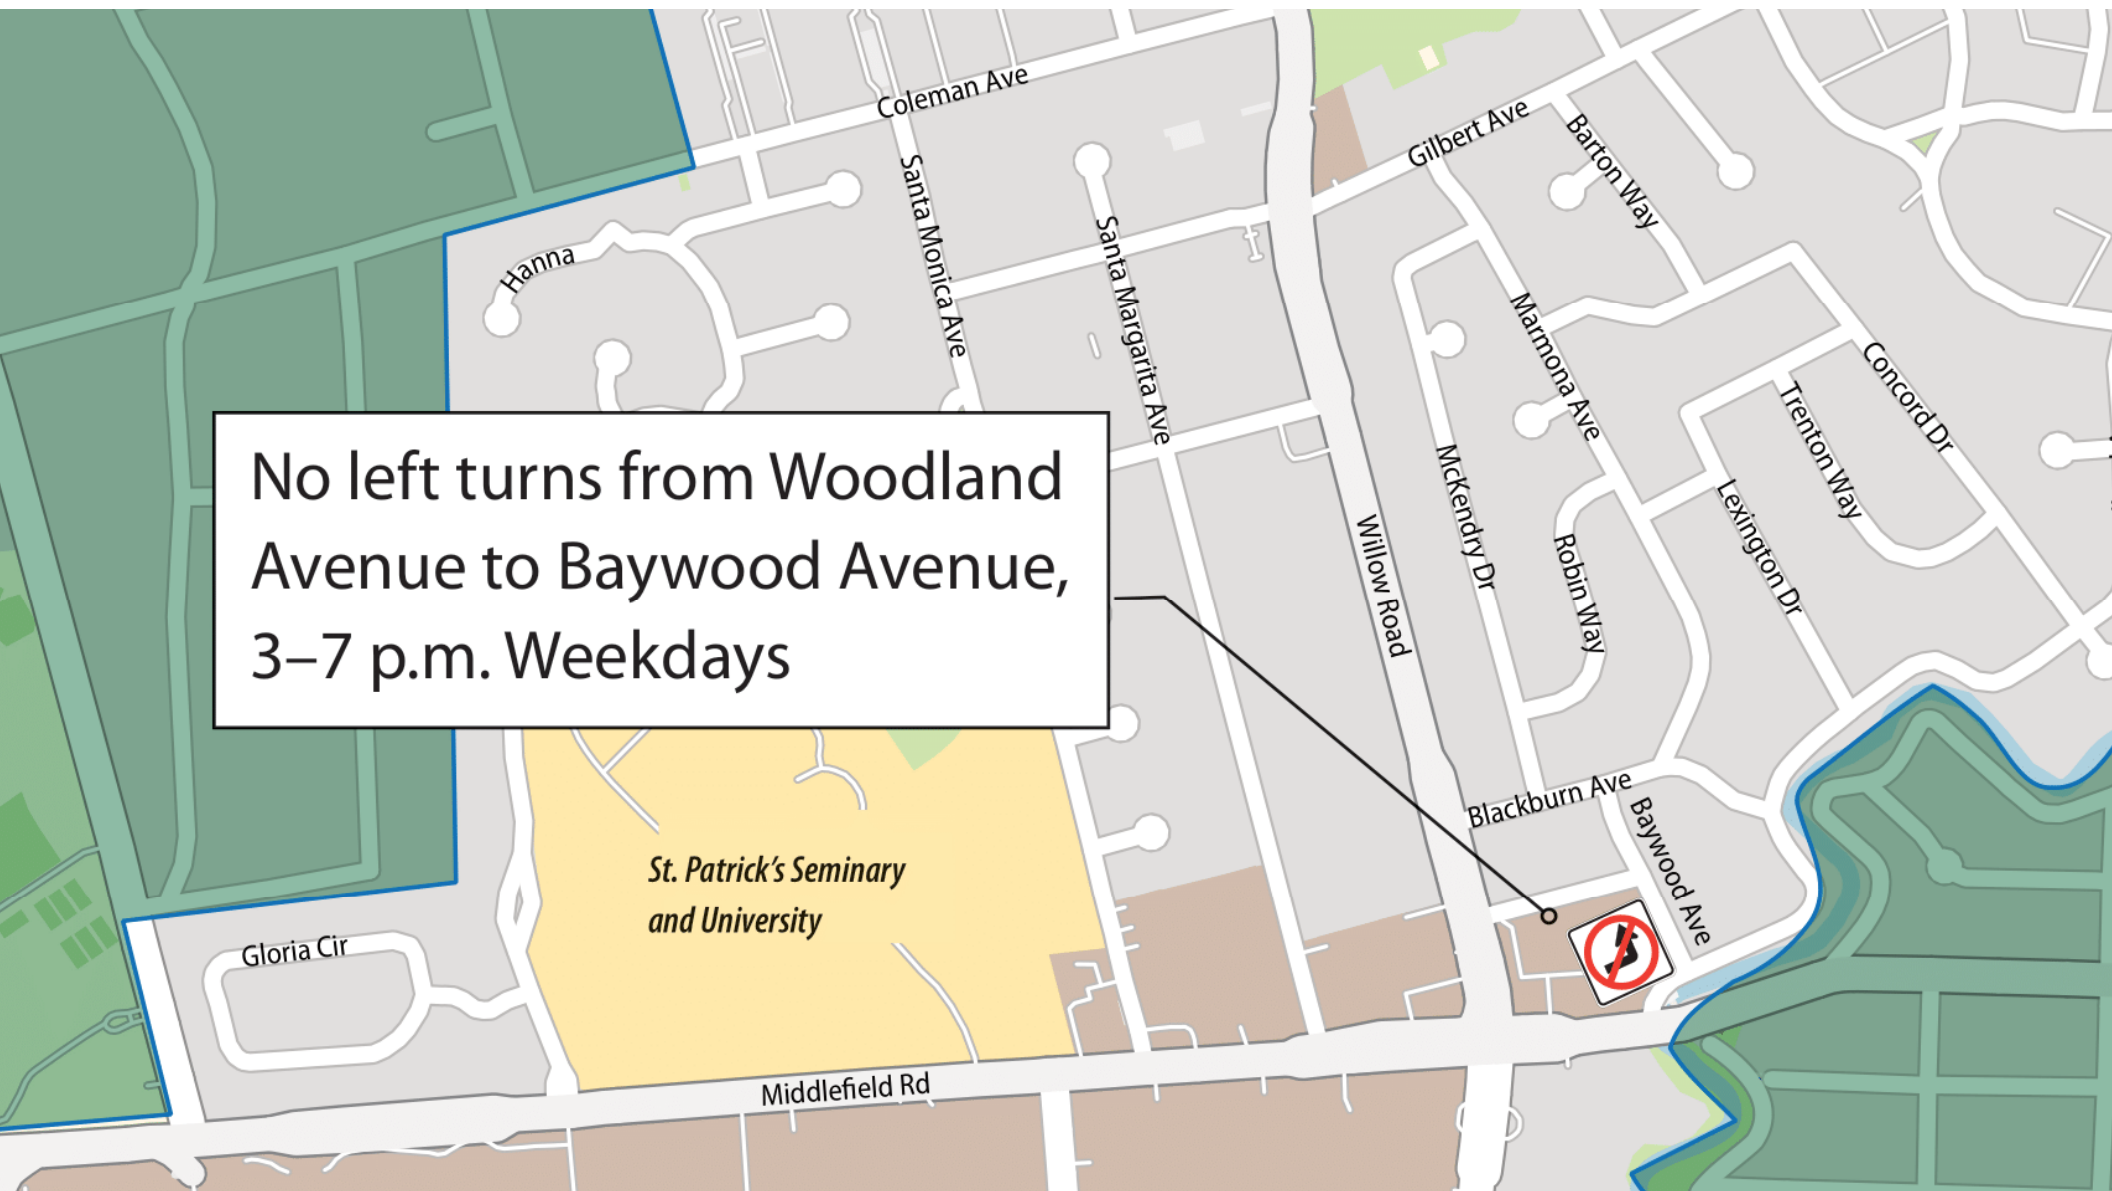 Coleman Ave
Gilbert Ave
Barton Way
Santa Monica Ave
Santa Margarita Ave
Hanna
Marmona Ave
Concord Dr
Trenton Way
No left turns from Woodland
Avenue to Baywood Avenue,
3–7 p.m. Weekdays
McKendry Dr
Lexington Dr
Willow Road
Robin Way
Blackburn Ave
Baywood Ave
St. Patrick's Seminary
and University
Gloria Cir
Middlefield Rd